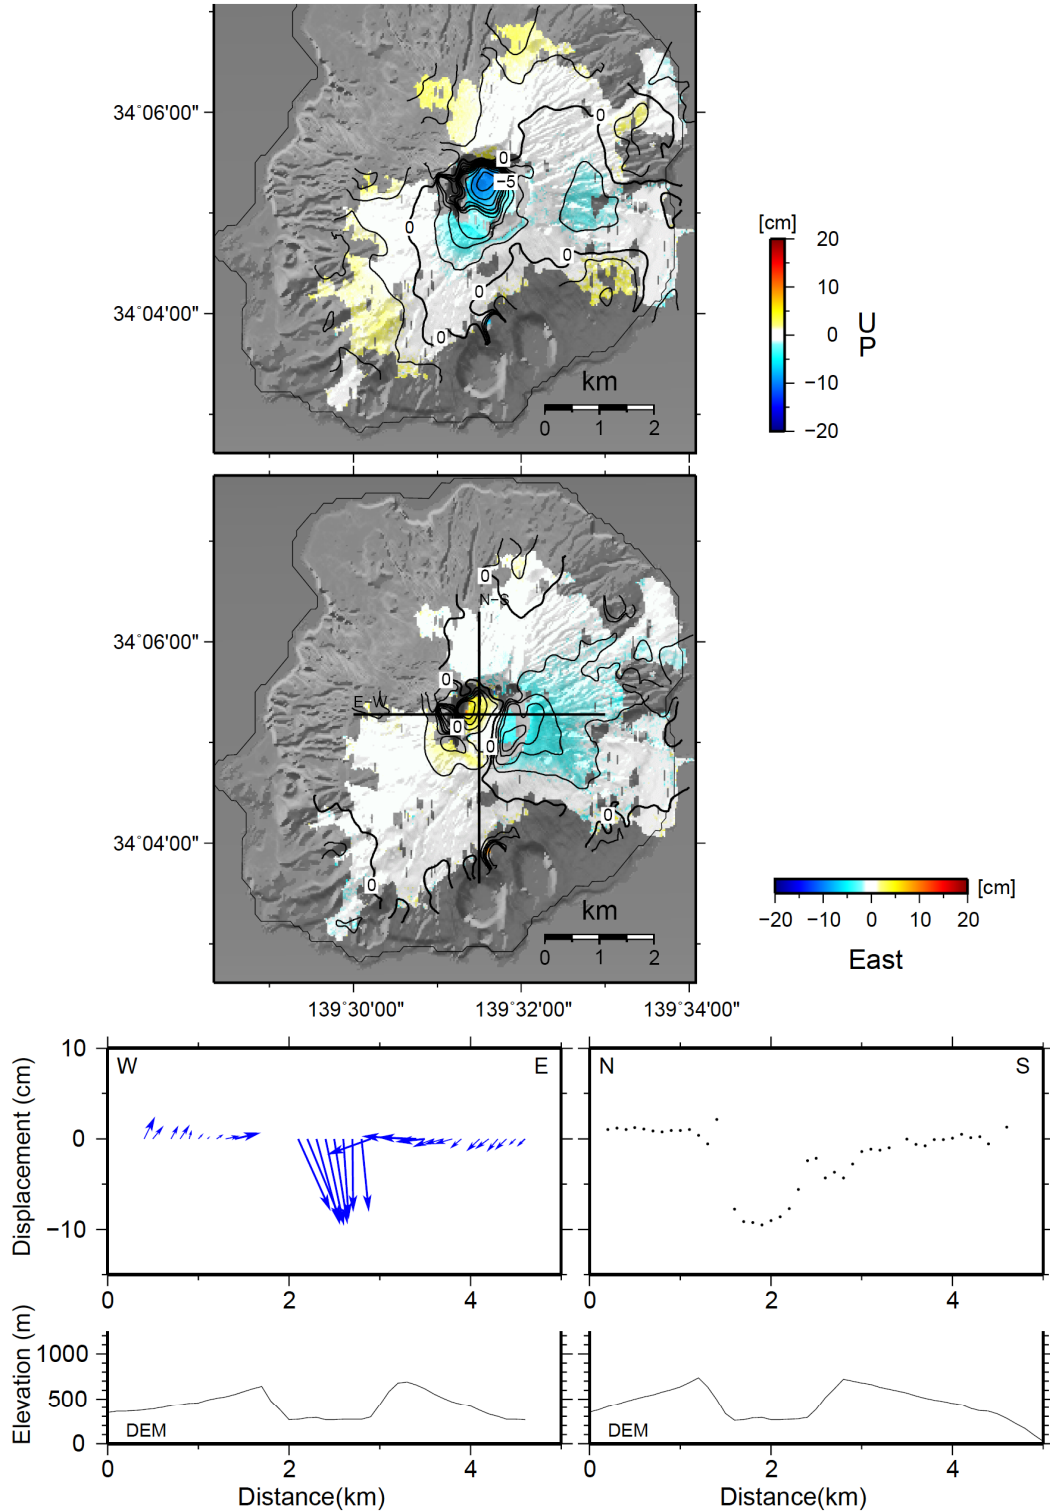 34°06'00"
34°04'00"
0
0
−5
0
0
0
0
km
0 1 2
[cm]
20
10
0
−10
−20
UP
34°06'00"
34°04'00"
0
N−S
0
E−W
0
0
0
0
km
0 1 2
139°30'00" 139°32'00" 139°34'00"
[cm]
−20 −10 0 10 20
East
Displacement (cm)
10
0
−10
W E
0 2 4
N S
0 2 4
Elevation (m)
1000
500
0
DEM
0 2 4
Distance(km)
DEM
0 2 4
Distance(km)